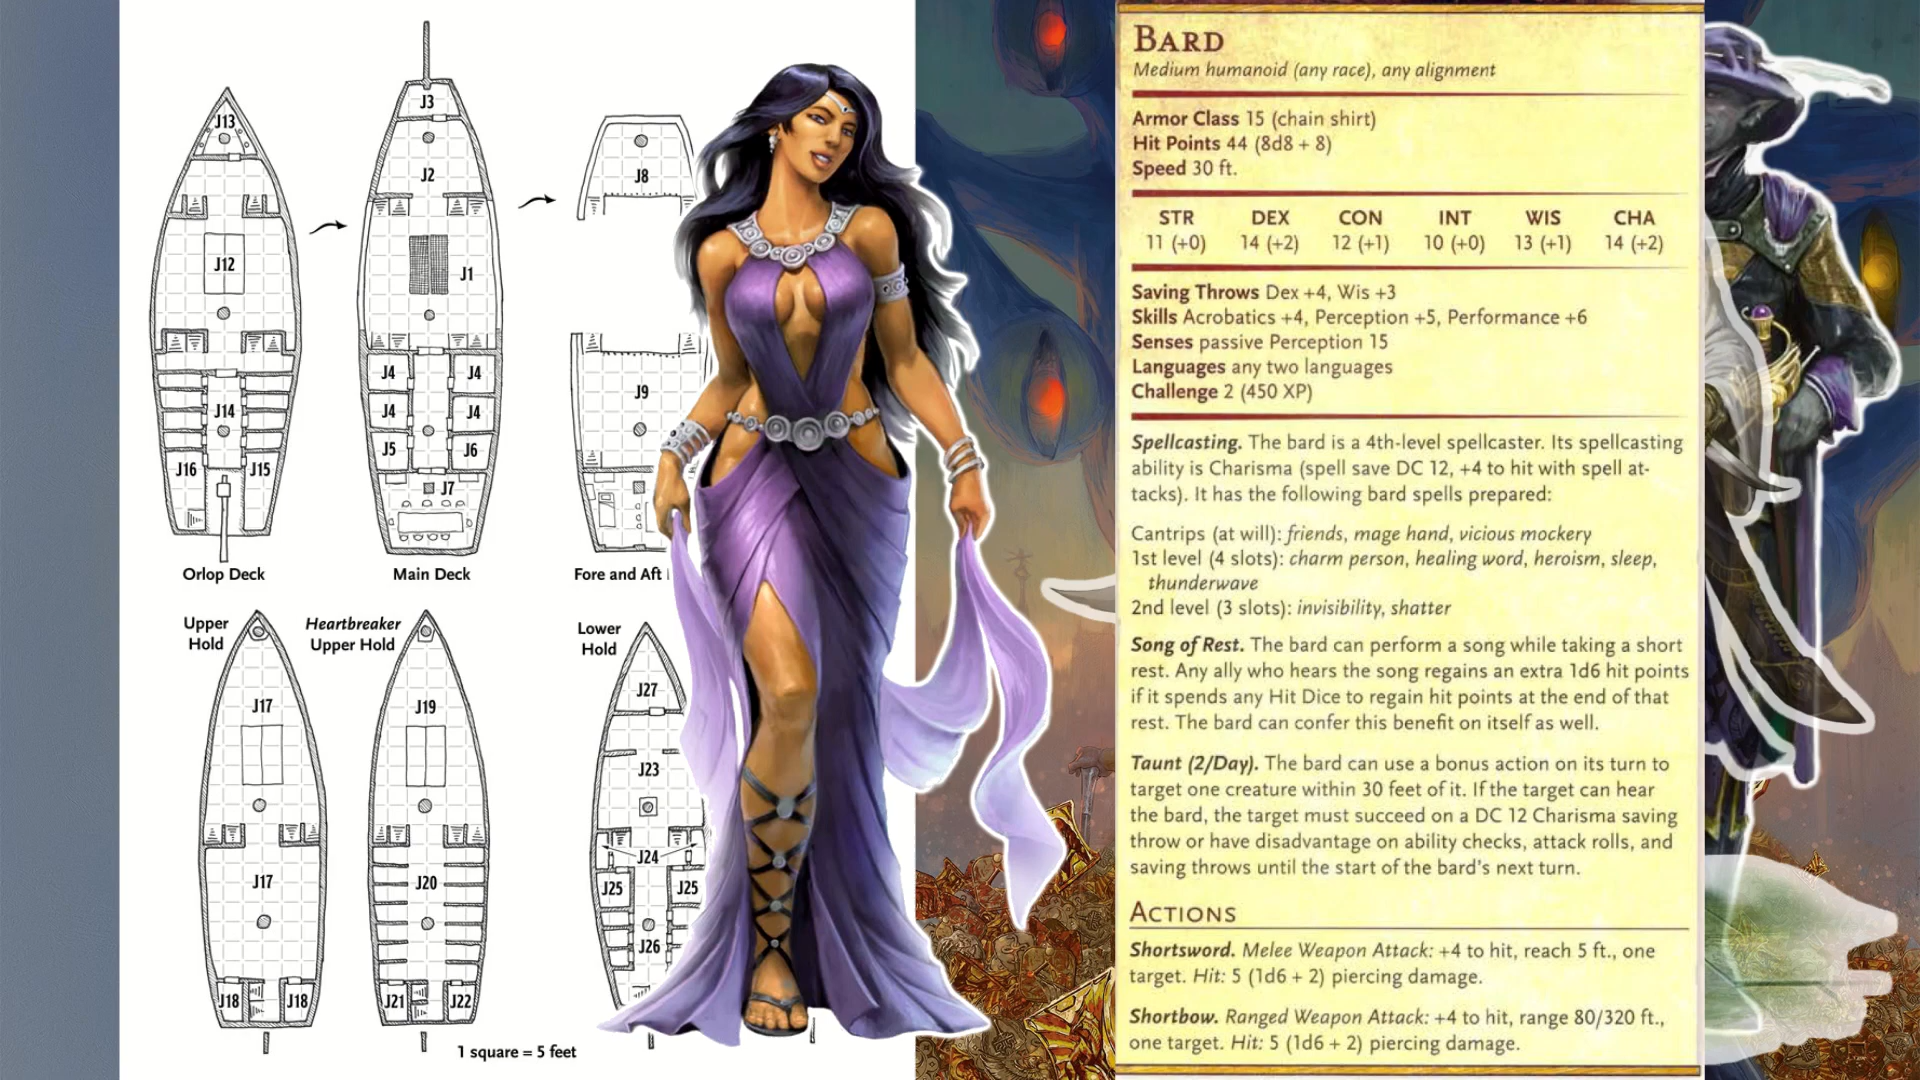 J13
J12
J14
J16
J15
Orlop Deck
J3
J2
J1
J4
J4
J4
J4
J5
J6
J7
Main Deck
J8
J9
Fore and Aft
Upper
Hold
J17
J17
J18
J18
Heartbreaker
Upper Hold
J19
J20
J21
J22
Lower
Hold
J27
J23
J24
J25
J25
J26
1 square = 5 feet
BARD
Medium humanoid (any race), any alignment
Armor Class 15 (chain shirt)
Hit Points 44 (8d8 + 8)
Speed 30 ft.
STR DEX CON INT WIS CHA
11 (+0) 14 (+2) 12 (+1) 10 (+0) 13 (+1) 14 (+2)
Saving Throws Dex +4, Wis +3
Skills Acrobatics +4, Perception +5, Performance +6
Senses passive Perception 15
Languages any two languages
Challenge 2 (450 XP)
Spellcasting. The bard is a 4th-level spellcaster. Its spellcasting
ability is Charisma (spell save DC 12, +4 to hit with spell at-
tacks). It has the following bard spells prepared:
Cantrips (at will): friends, mage hand, vicious mockery
1st level (4 slots): charm person, healing word, heroism, sleep,
thunderwave
2nd level (3 slots): invisibility, shatter
Song of Rest. The bard can perform a song while taking a short
rest. Any ally who hears the song regains an extra 1d6 hit points
if it spends any Hit Dice to regain hit points at the end of that
rest. The bard can confer this benefit on itself as well.
Taunt (2/Day). The bard can use a bonus action on its turn to
target one creature within 30 feet of it. If the target can hear
the bard, the target must succeed on a DC 12 Charisma saving
throw or have disadvantage on ability checks, attack rolls, and
saving throws until the start of the bard's next turn.
ACTIONS
Shortsword. Melee Weapon Attack: +4 to hit, reach 5 ft., one
target. Hit: 5 (1d6 + 2) piercing damage.
Shortbow. Ranged Weapon Attack: +4 to hit, range 80/320 ft.,
one target. Hit: 5 (1d6 + 2) piercing damage.